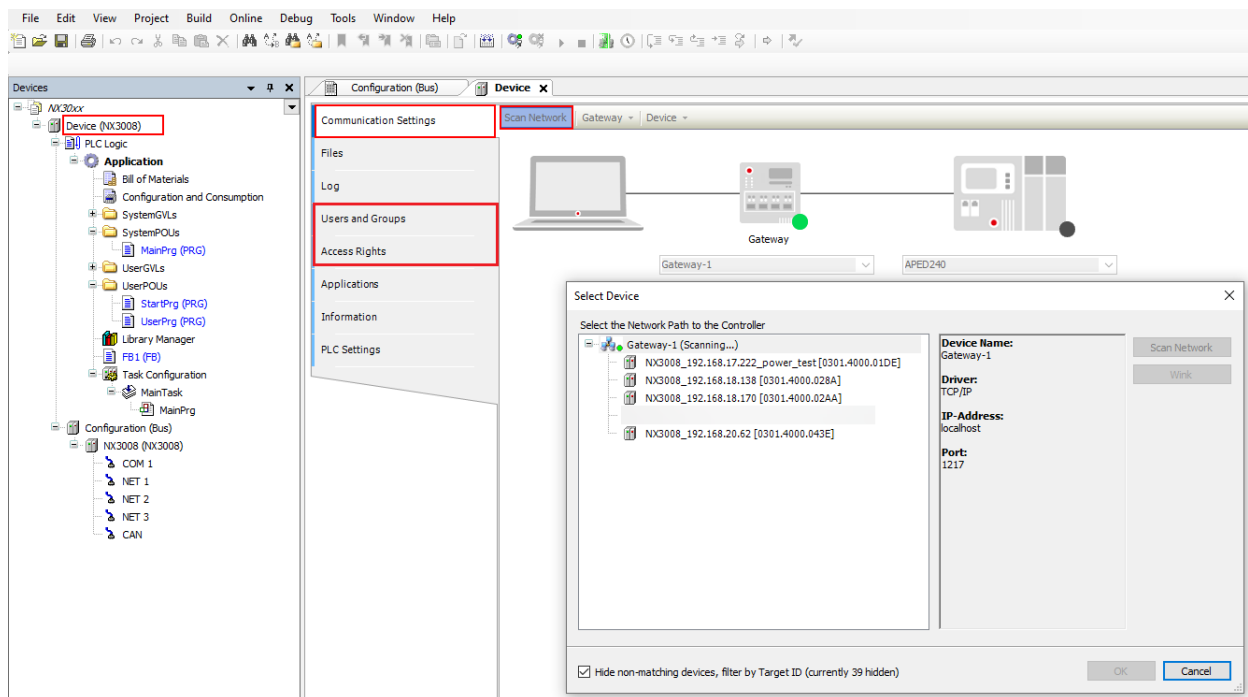 File Edit View Project Build Online Debug Tools Window Help
Devices
NX30xx
Device (NX3008)
PLC Logic
Application
Bill of Materials
Configuration and Consumption
SystemGVLs
SystemPOUs
MainPrg (PRG)
UserGVLs
UserPOUs
StartPrg (PRG)
UserPrg (PRG)
Library Manager
FB1 (FB)
Task Configuration
MainTask
MainPrg
Configuration (Bus)
NX3008 (NX3008)
COM 1
NET 1
NET 2
NET 3
CAN
Configuration (Bus) Device
Communication Settings
Files
Log
Users and Groups
Access Rights
Applications
Information
PLC Settings
Scan Network Gateway Device
Gateway
Gateway-1 APED240
Select Device
Select the Network Path to the Controller
Gateway-1 (Scanning...)
NX3008_192.168.17.222_power_test [0301.4000.01DE]
NX3008_192.168.18.138 [0301.4000.028A]
NX3008_192.168.18.170 [0301.4000.02AA]
NX3008_192.168.20.62 [0301.4000.043E]
Device Name:
Gateway-1
Driver:
TCP/IP
IP-Address:
localhost
Port:
1217
Scan Network
Wink
Hide non-matching devices, filter by Target ID (currently 39 hidden)
OK Cancel